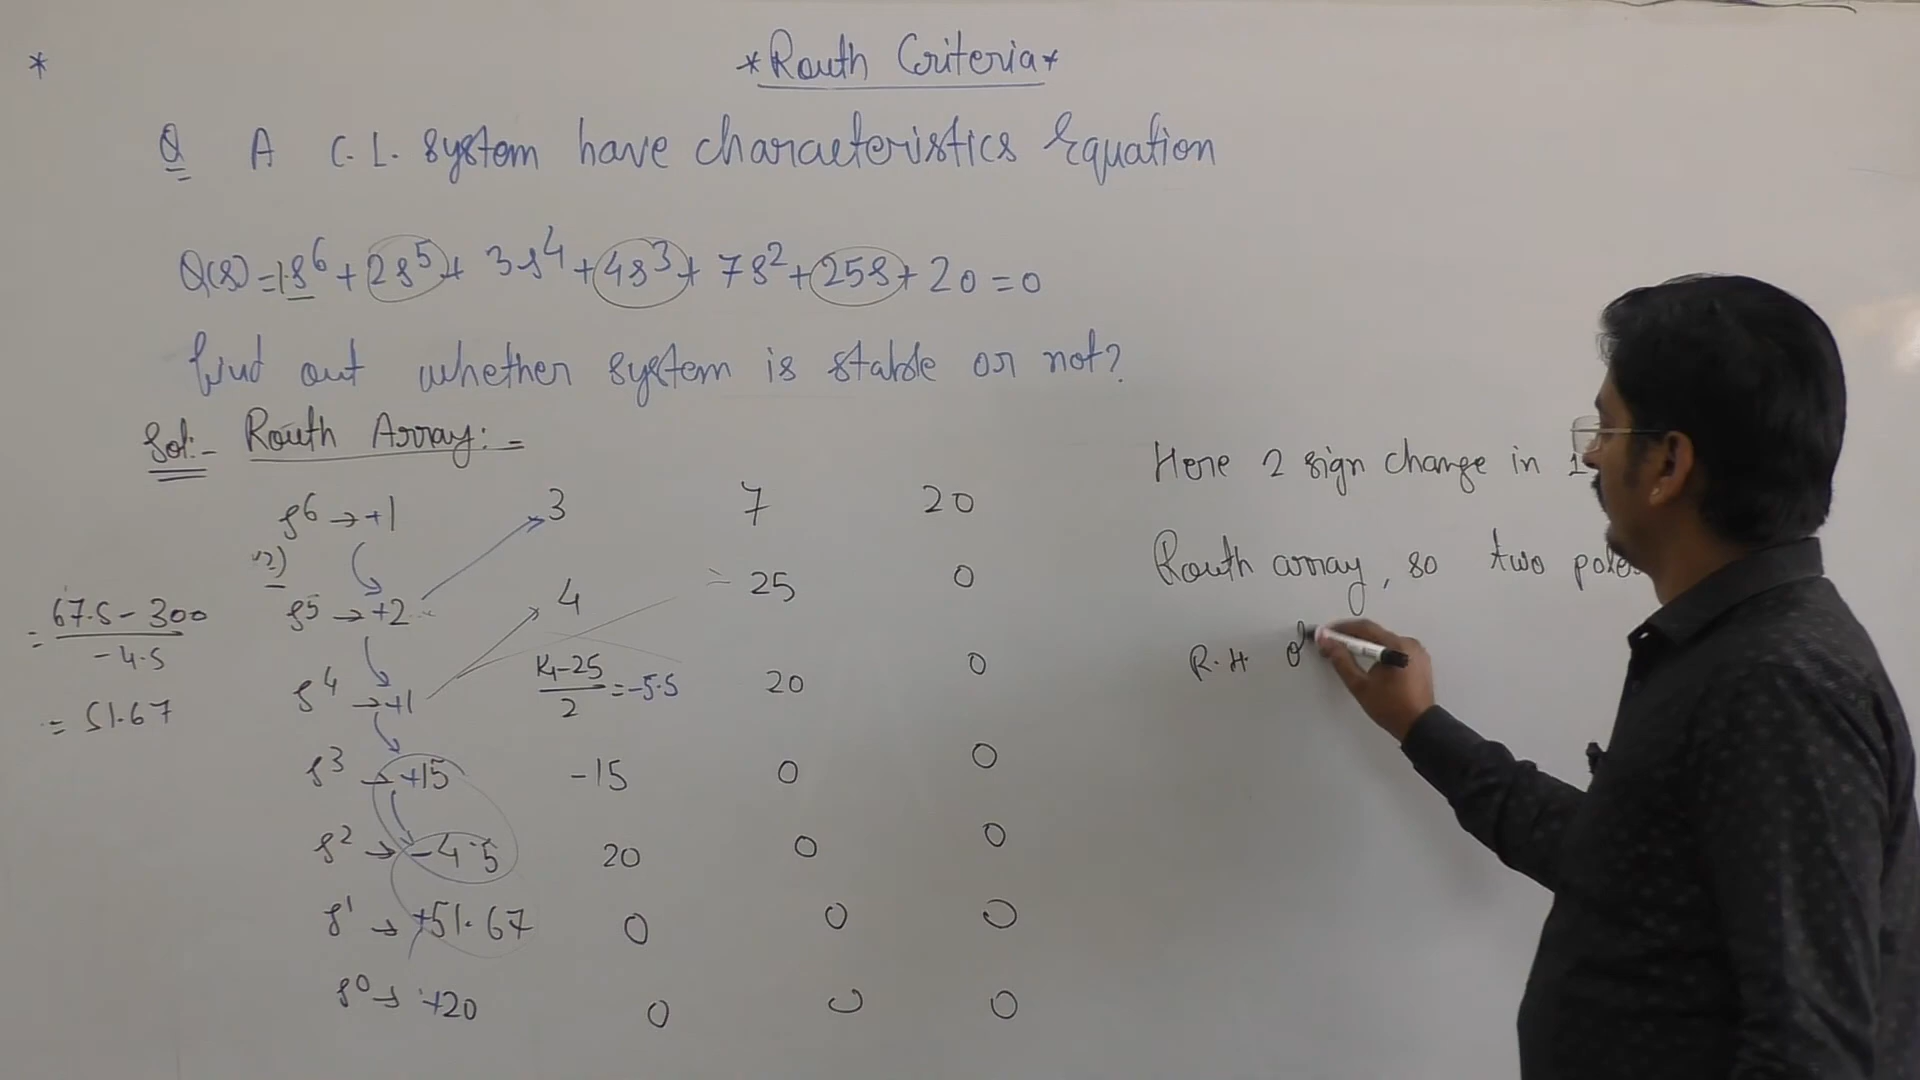 *
*Routh Criteria*
Q A C.L. system have characteristics Equation
Q(s)=1s⁶+2s⁵+3s⁴+4s³+7s²+25s+20=0
find out whether system is stable or not?
Sol:- Routh Array:=
s⁶→+1 3 7 20
s⁵→+2 4 25 0
s⁴→+1 14-25/2=-5.5 20 0
s³→+15 -15 0 0
s²→-4.5 20 0 0
s¹→+51.67 0 0 0
s⁰→+20 0 0 0
=67.5-300/-4.5
=51.67
Here 2 sign change in 1
Routh array, so two poles
R.H. of